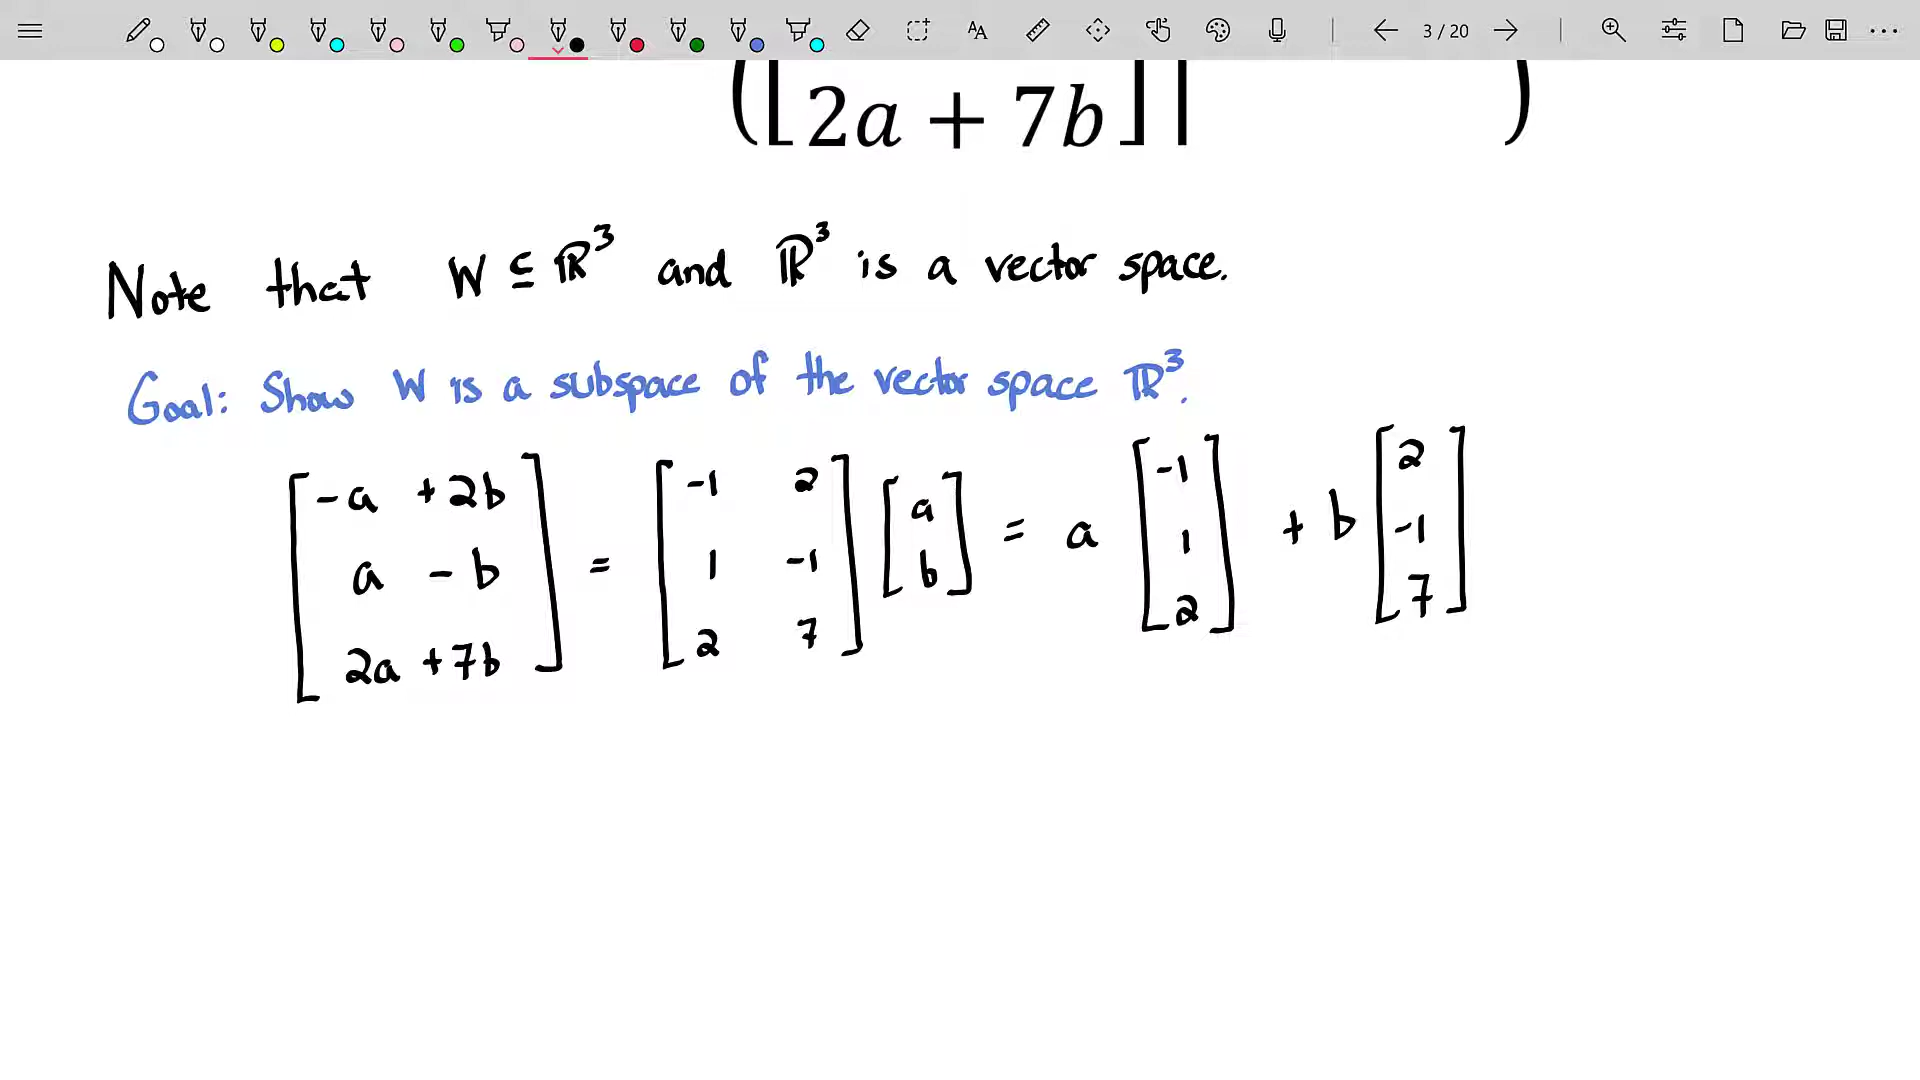 3 / 20
([2a + 7b]| )
Note that W ⊆ ℝ³ and ℝ³ is a vector space.
Goal: Show W is a subspace of the vector space ℝ³.
[-a + 2b] = [-1 2] [a] = a [-1] + b [2]
[a - b] [1 -1] [b] [1] [-1]
[2a + 7b] [2 7] [2] [7]